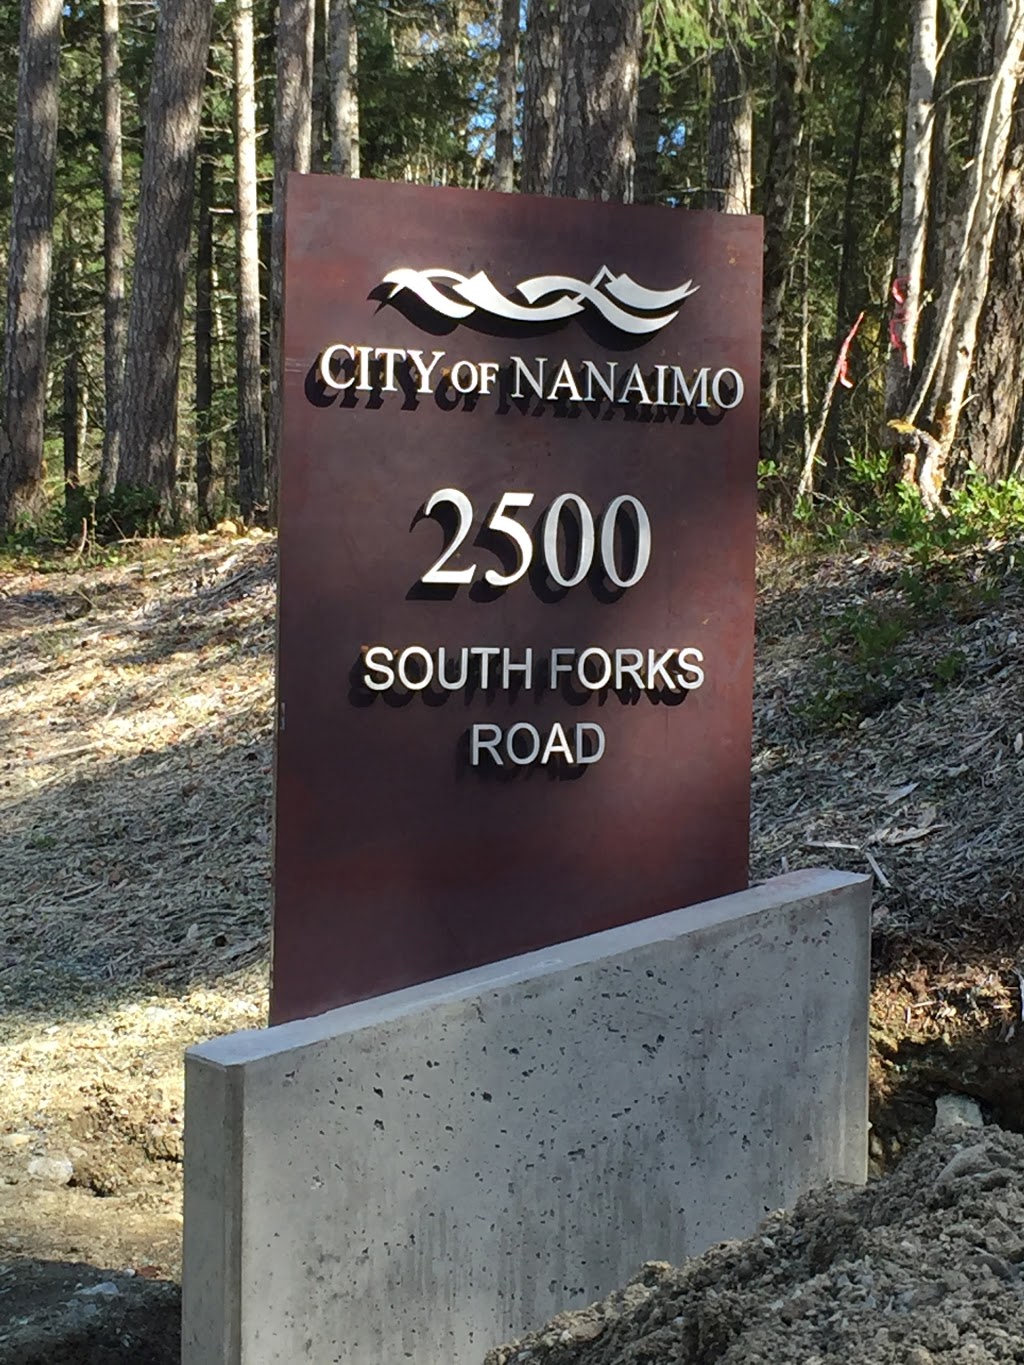 CITY OF NANAIMO
2500
SOUTH FORKS
ROAD